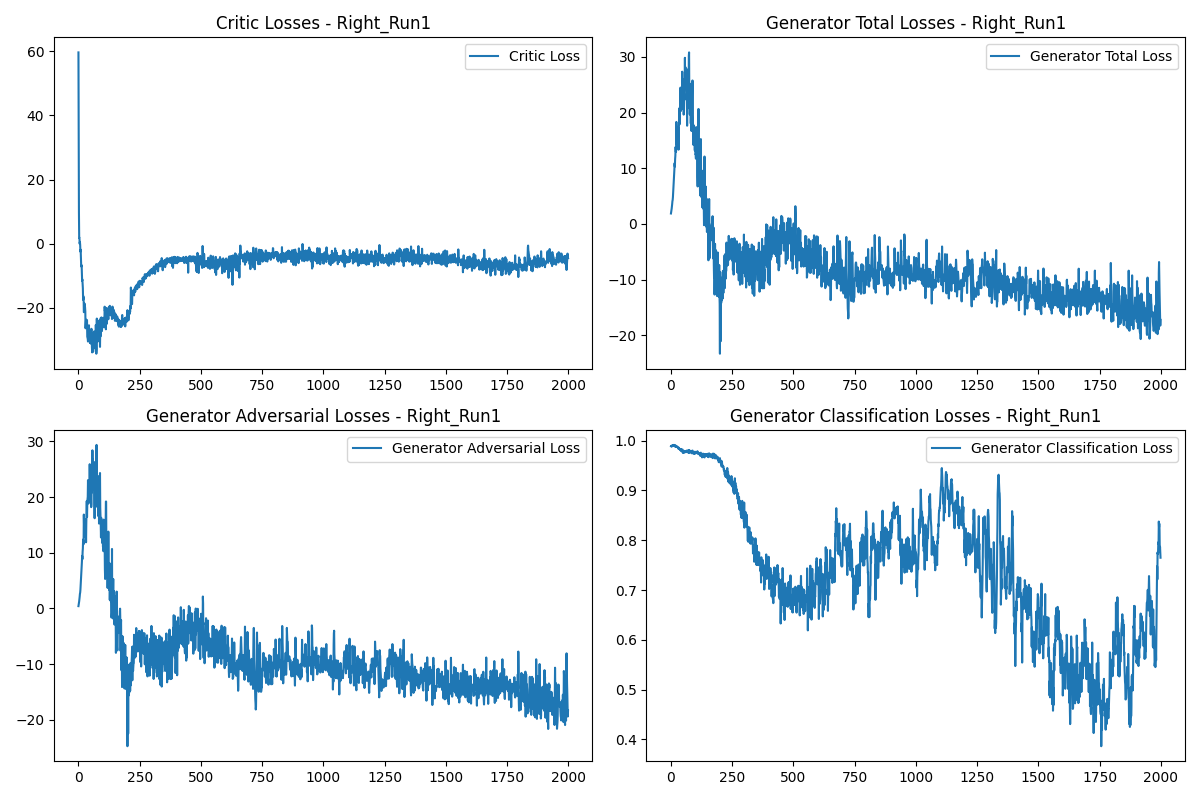 Critic Losses - Right_Run1
Critic Loss
60
40
20
0
−20
0 250 500 750 1000 1250 1500 1750 2000
Generator Total Losses - Right_Run1
Generator Total Loss
30
20
10
0
−10
−20
0 250 500 750 1000 1250 1500 1750 2000
Generator Adversarial Losses - Right_Run1
Generator Adversarial Loss
30
20
10
0
−10
−20
0 250 500 750 1000 1250 1500 1750 2000
Generator Classification Losses - Right_Run1
Generator Classification Loss
1.0
0.9
0.8
0.7
0.6
0.5
0.4
0 250 500 750 1000 1250 1500 1750 2000